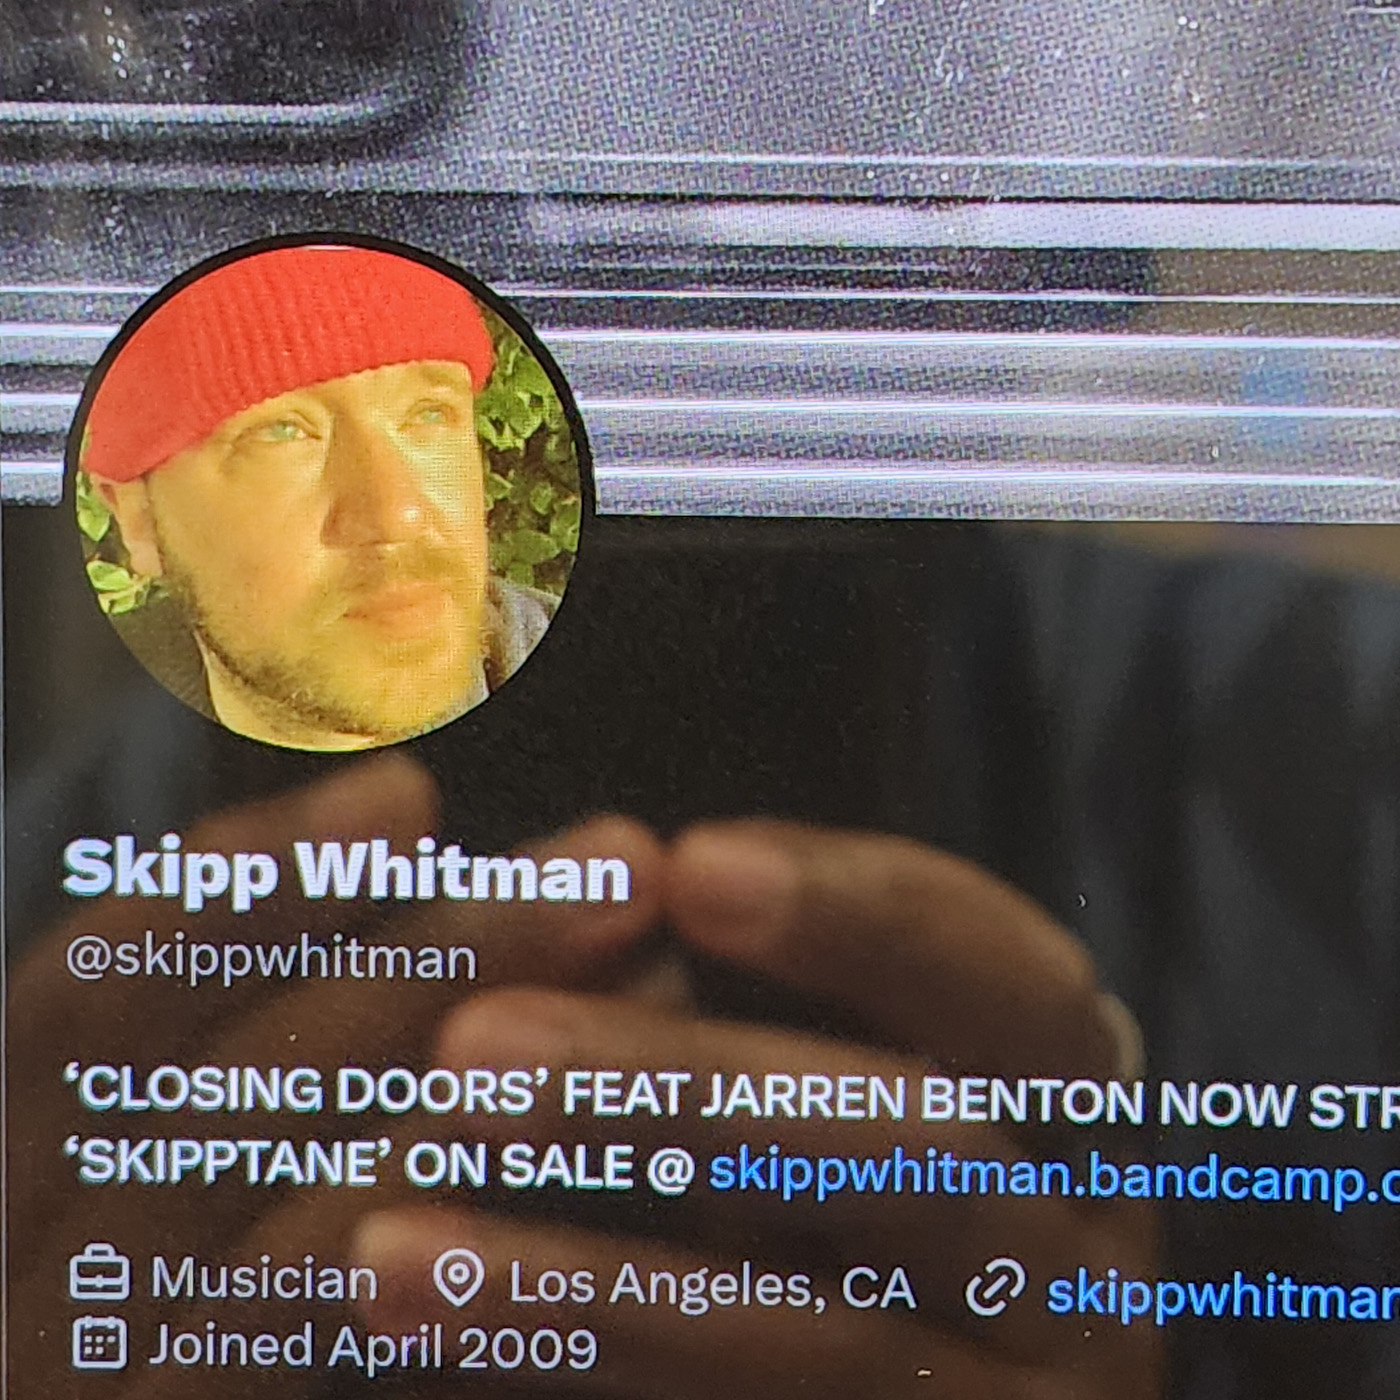 Skipp Whitman
@skippwhitman
‘CLOSING DOORS’ FEAT JARREN BENTON NOW STR
‘SKIPPTANE’ ON SALE @ skippwhitman.bandcamp.c
Musician Los Angeles, CA skippwhitman
Joined April 2009